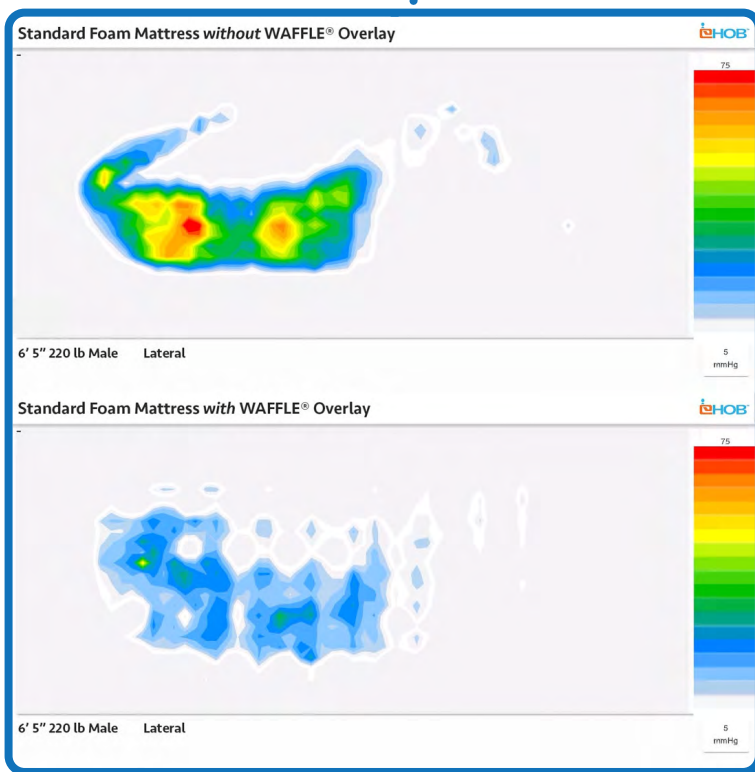 Standard Foam Mattress without WAFFLE® Overlay
EHOB®
75
6’ 5” 220 lb Male Lateral
5
mmHg
Standard Foam Mattress with WAFFLE® Overlay
EHOB®
75
6’ 5” 220 lb Male Lateral
5
mmHg